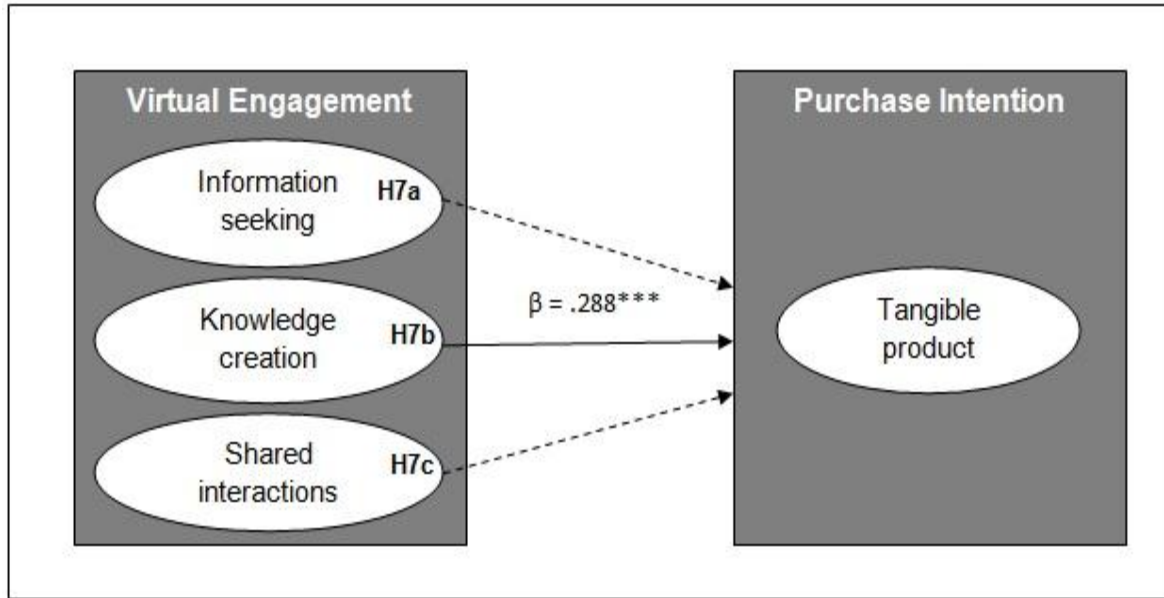 Virtual Engagement
Information
seeking
H7a
Knowledge
creation
H7b
Shared
interactions
H7c
β = .288***
Purchase Intention
Tangible
product